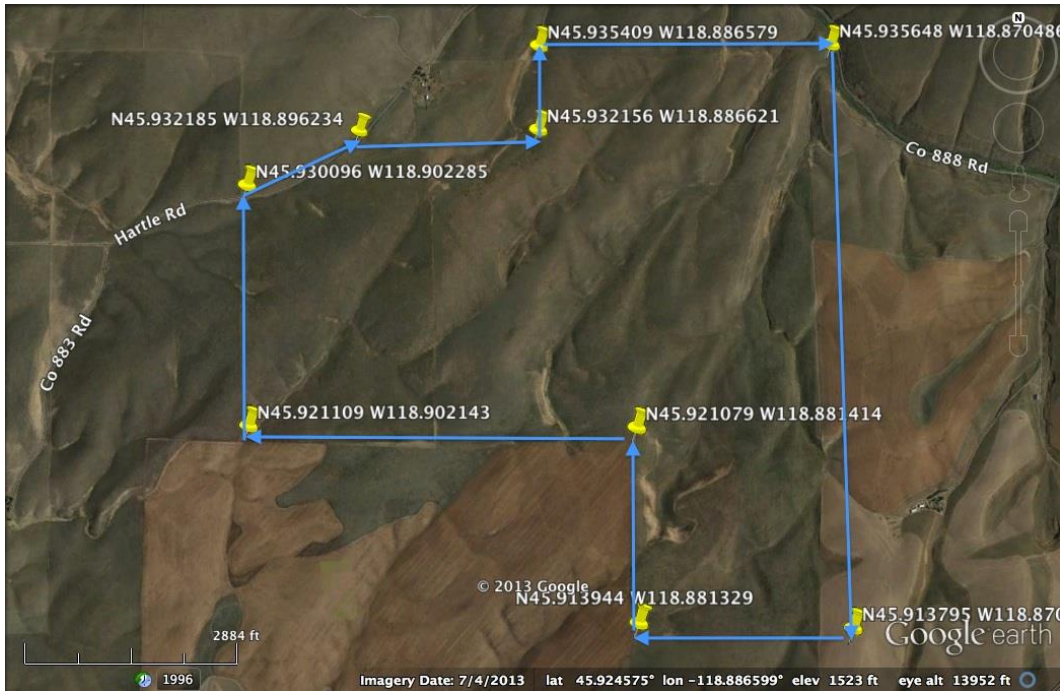 N
N45.935409 W118.886579
N45.935648 W118.870486
N45.932185 W118.896234
N45.932156 W118.886621
Co 888 Rd
N45.930096 W118.902285
Hartle Rd
Co 883 Rd
N45.921109 W118.902143
N45.921079 W118.881414
© 2013 Google
N45.913944 W118.881329
N45.913795 W118.870
Google earth
2884 ft
1996
Imagery Date: 7/4/2013 lat 45.924575° lon -118.886599° elev 1523 ft eye alt 13952 ft